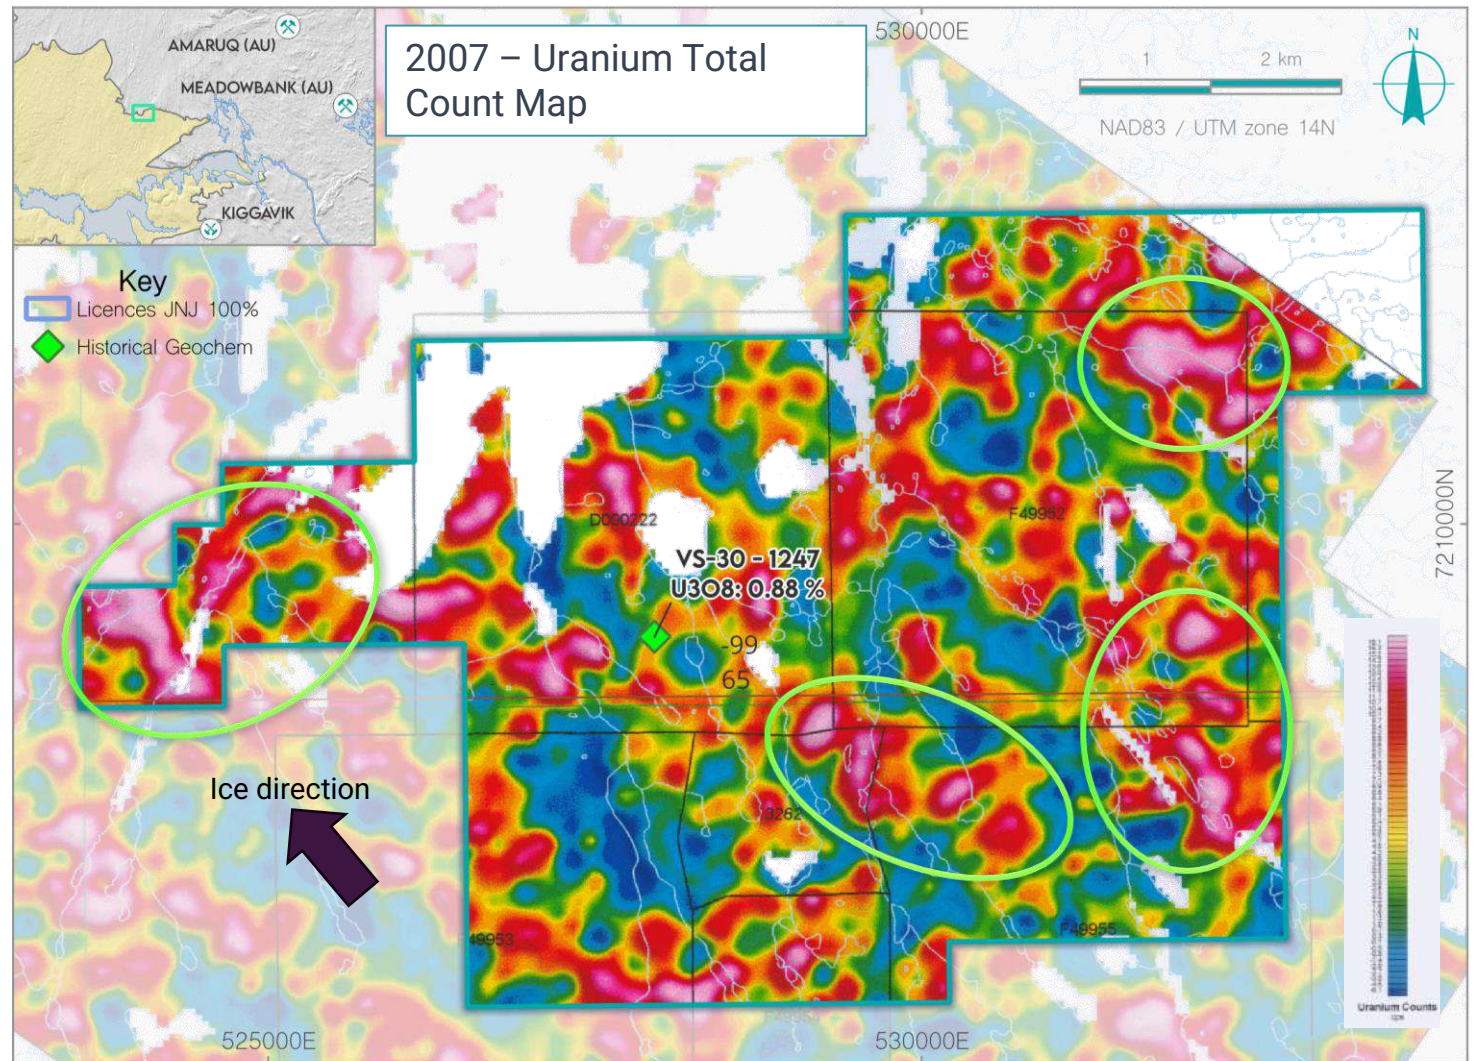 AMARUQ (AU)
MEADOWBANK (AU)
KIGGAVIK
2007 – Uranium Total
Count Map
530000E
1 2 km
NAD83 / UTM zone 14N
N
Key
Licences JNJ 100%
Historical Geochem
D000222
F49952
VS-30 - 1247
U3O8: 0.88 %
7210000N
-99
65
Ice direction
3262
49953
F49955
Uranium Counts
525000E
530000E